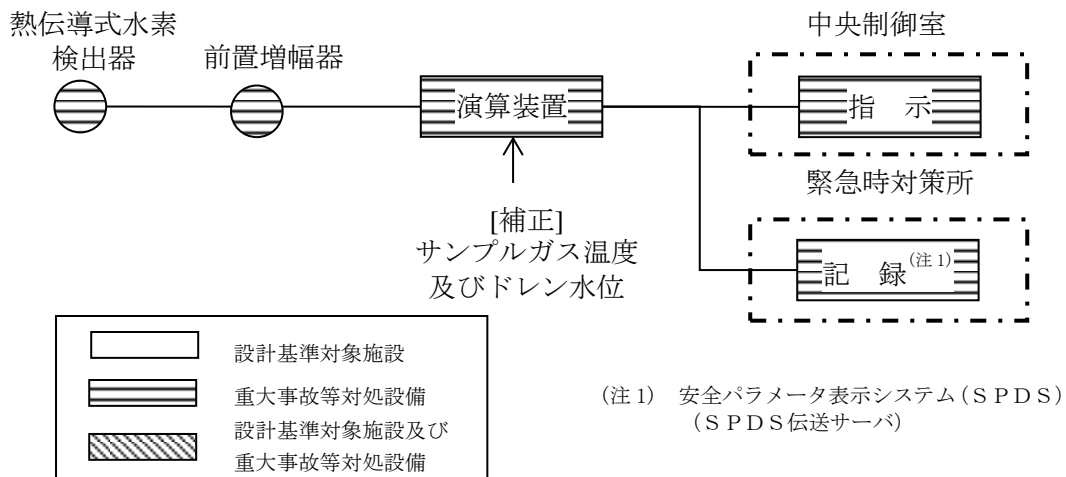 熱伝導式水素
検出器
前置増幅器
演算装置
[補正]
サンプルガス温度
及びドレン水位
中央制御室
指　示
緊急時対策所
記　録(注1)
設計基準対象施設
重大事故等対処設備
設計基準対象施設及び
重大事故等対処設備
(注1)　安全パラメータ表示システム(ＳＰＤＳ)
(ＳＰＤＳ伝送サーバ)